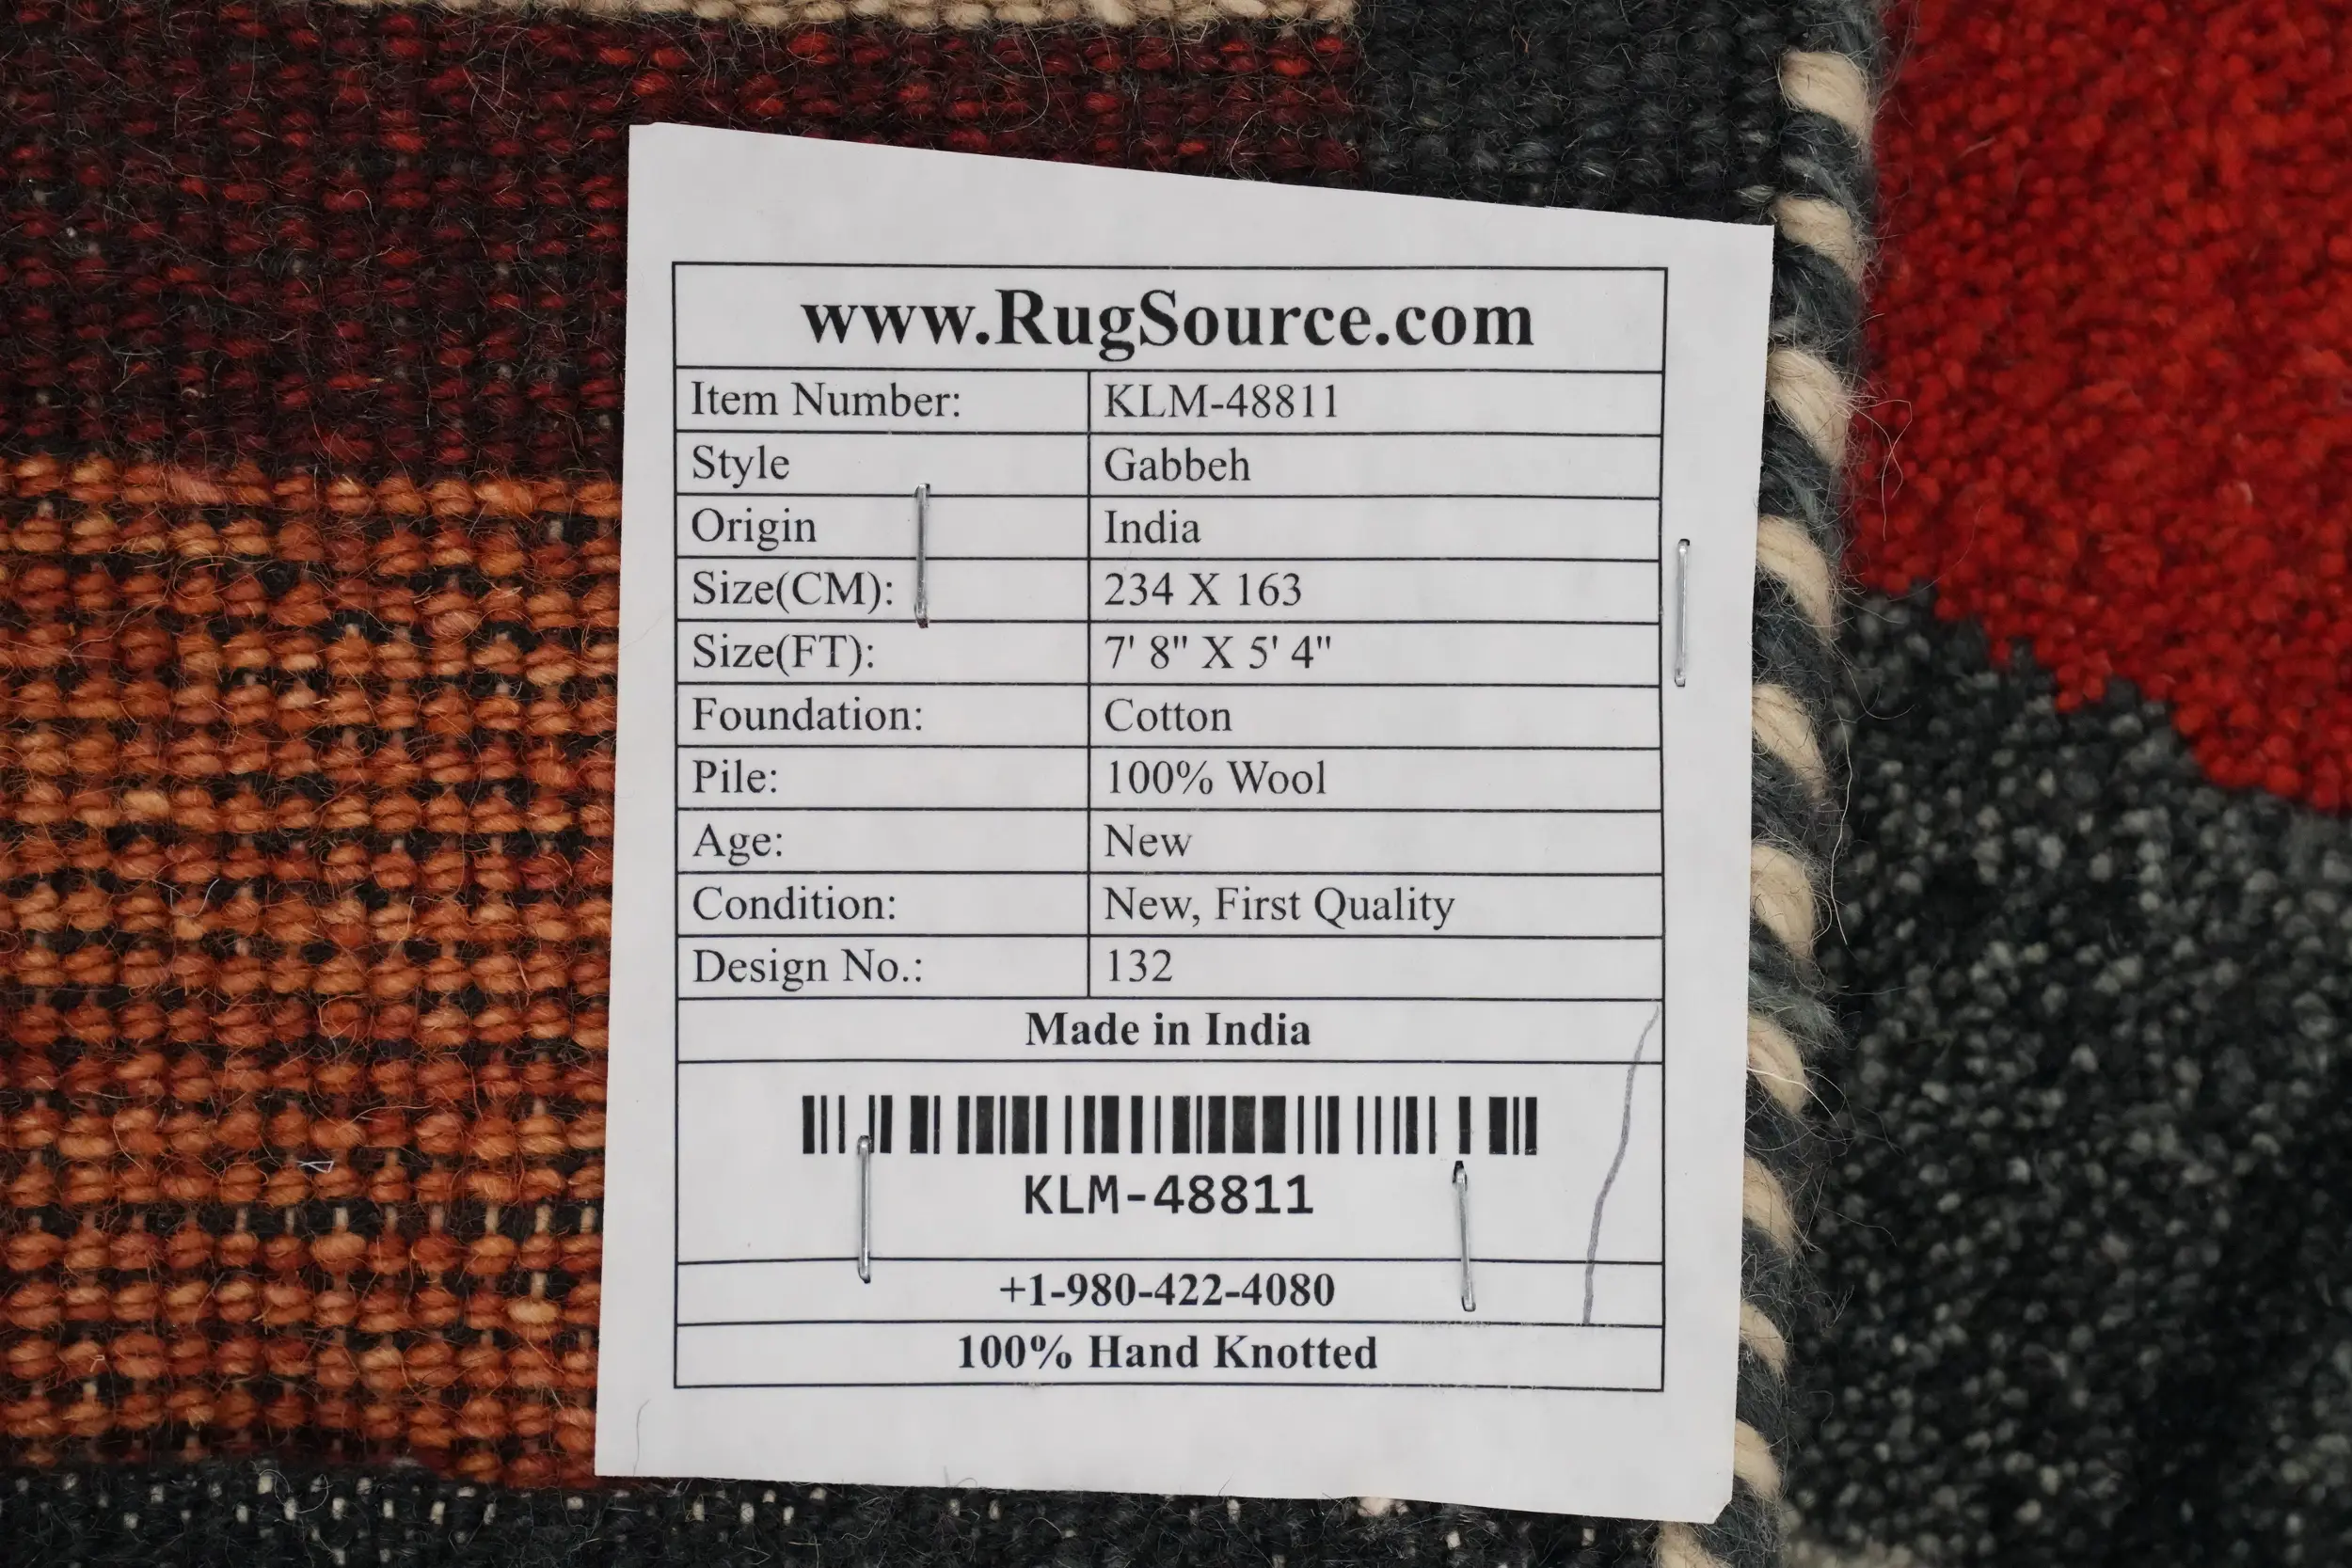 www.RugSource.com
Item Number: KLM-48811
Style Gabbeh
Origin India
Size(CM): 234 X 163
Size(FT): 7' 8" X 5' 4"
Foundation: Cotton
Pile: 100% Wool
Age: New
Condition: New, First Quality
Design No.: 132
Made in India
KLM-48811
+1-980-422-4080
100% Hand Knotted